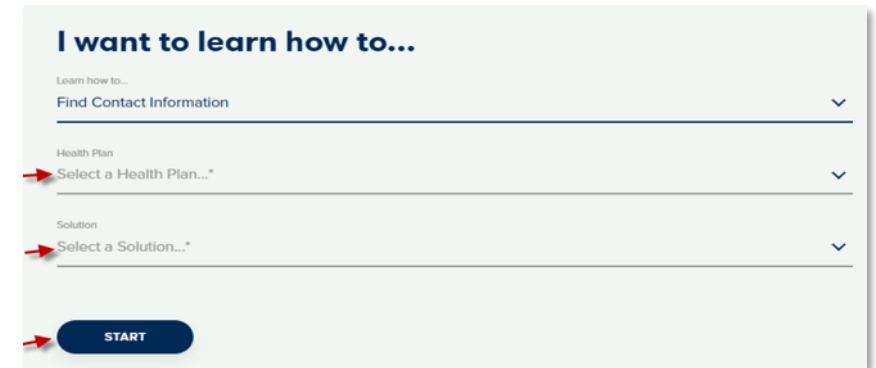 I want to learn how to...
Learn how to...
Find Contact Information
Health Plan
Select a Health Plan...*
Solution
Select a Solution...*
START